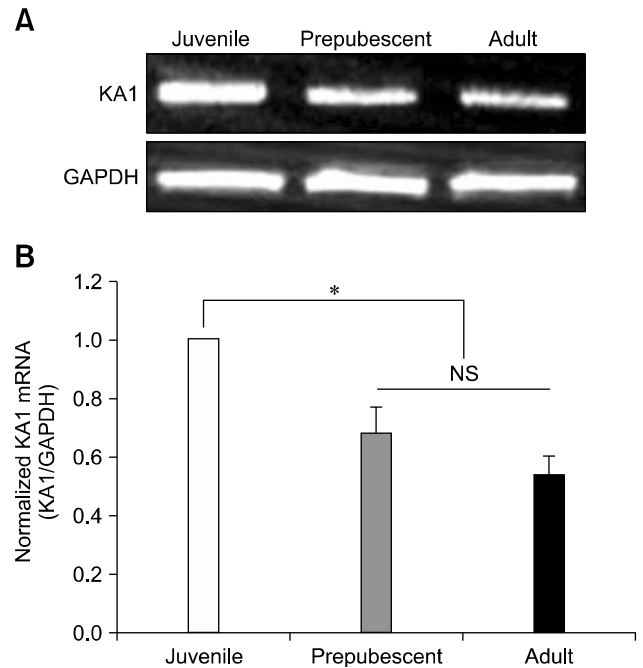 A
Juvenile Prepubescent Adult
KA1
GAPDH
B
Normalized KA1 mRNA
(KA1/GAPDH)
1.2
1.0
0.8
0.6
0.4
0.2
0.0
*
NS
Juvenile Prepubescent Adult